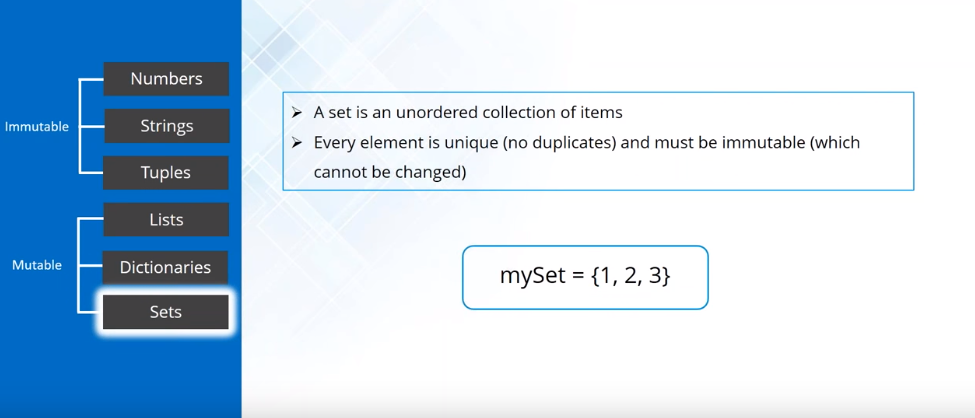 Immutable
Numbers
Strings
Tuples
Mutable
Lists
Dictionaries
Sets
➢ A set is an unordered collection of items
➢ Every element is unique (no duplicates) and must be immutable (which
cannot be changed)
mySet = {1, 2, 3}